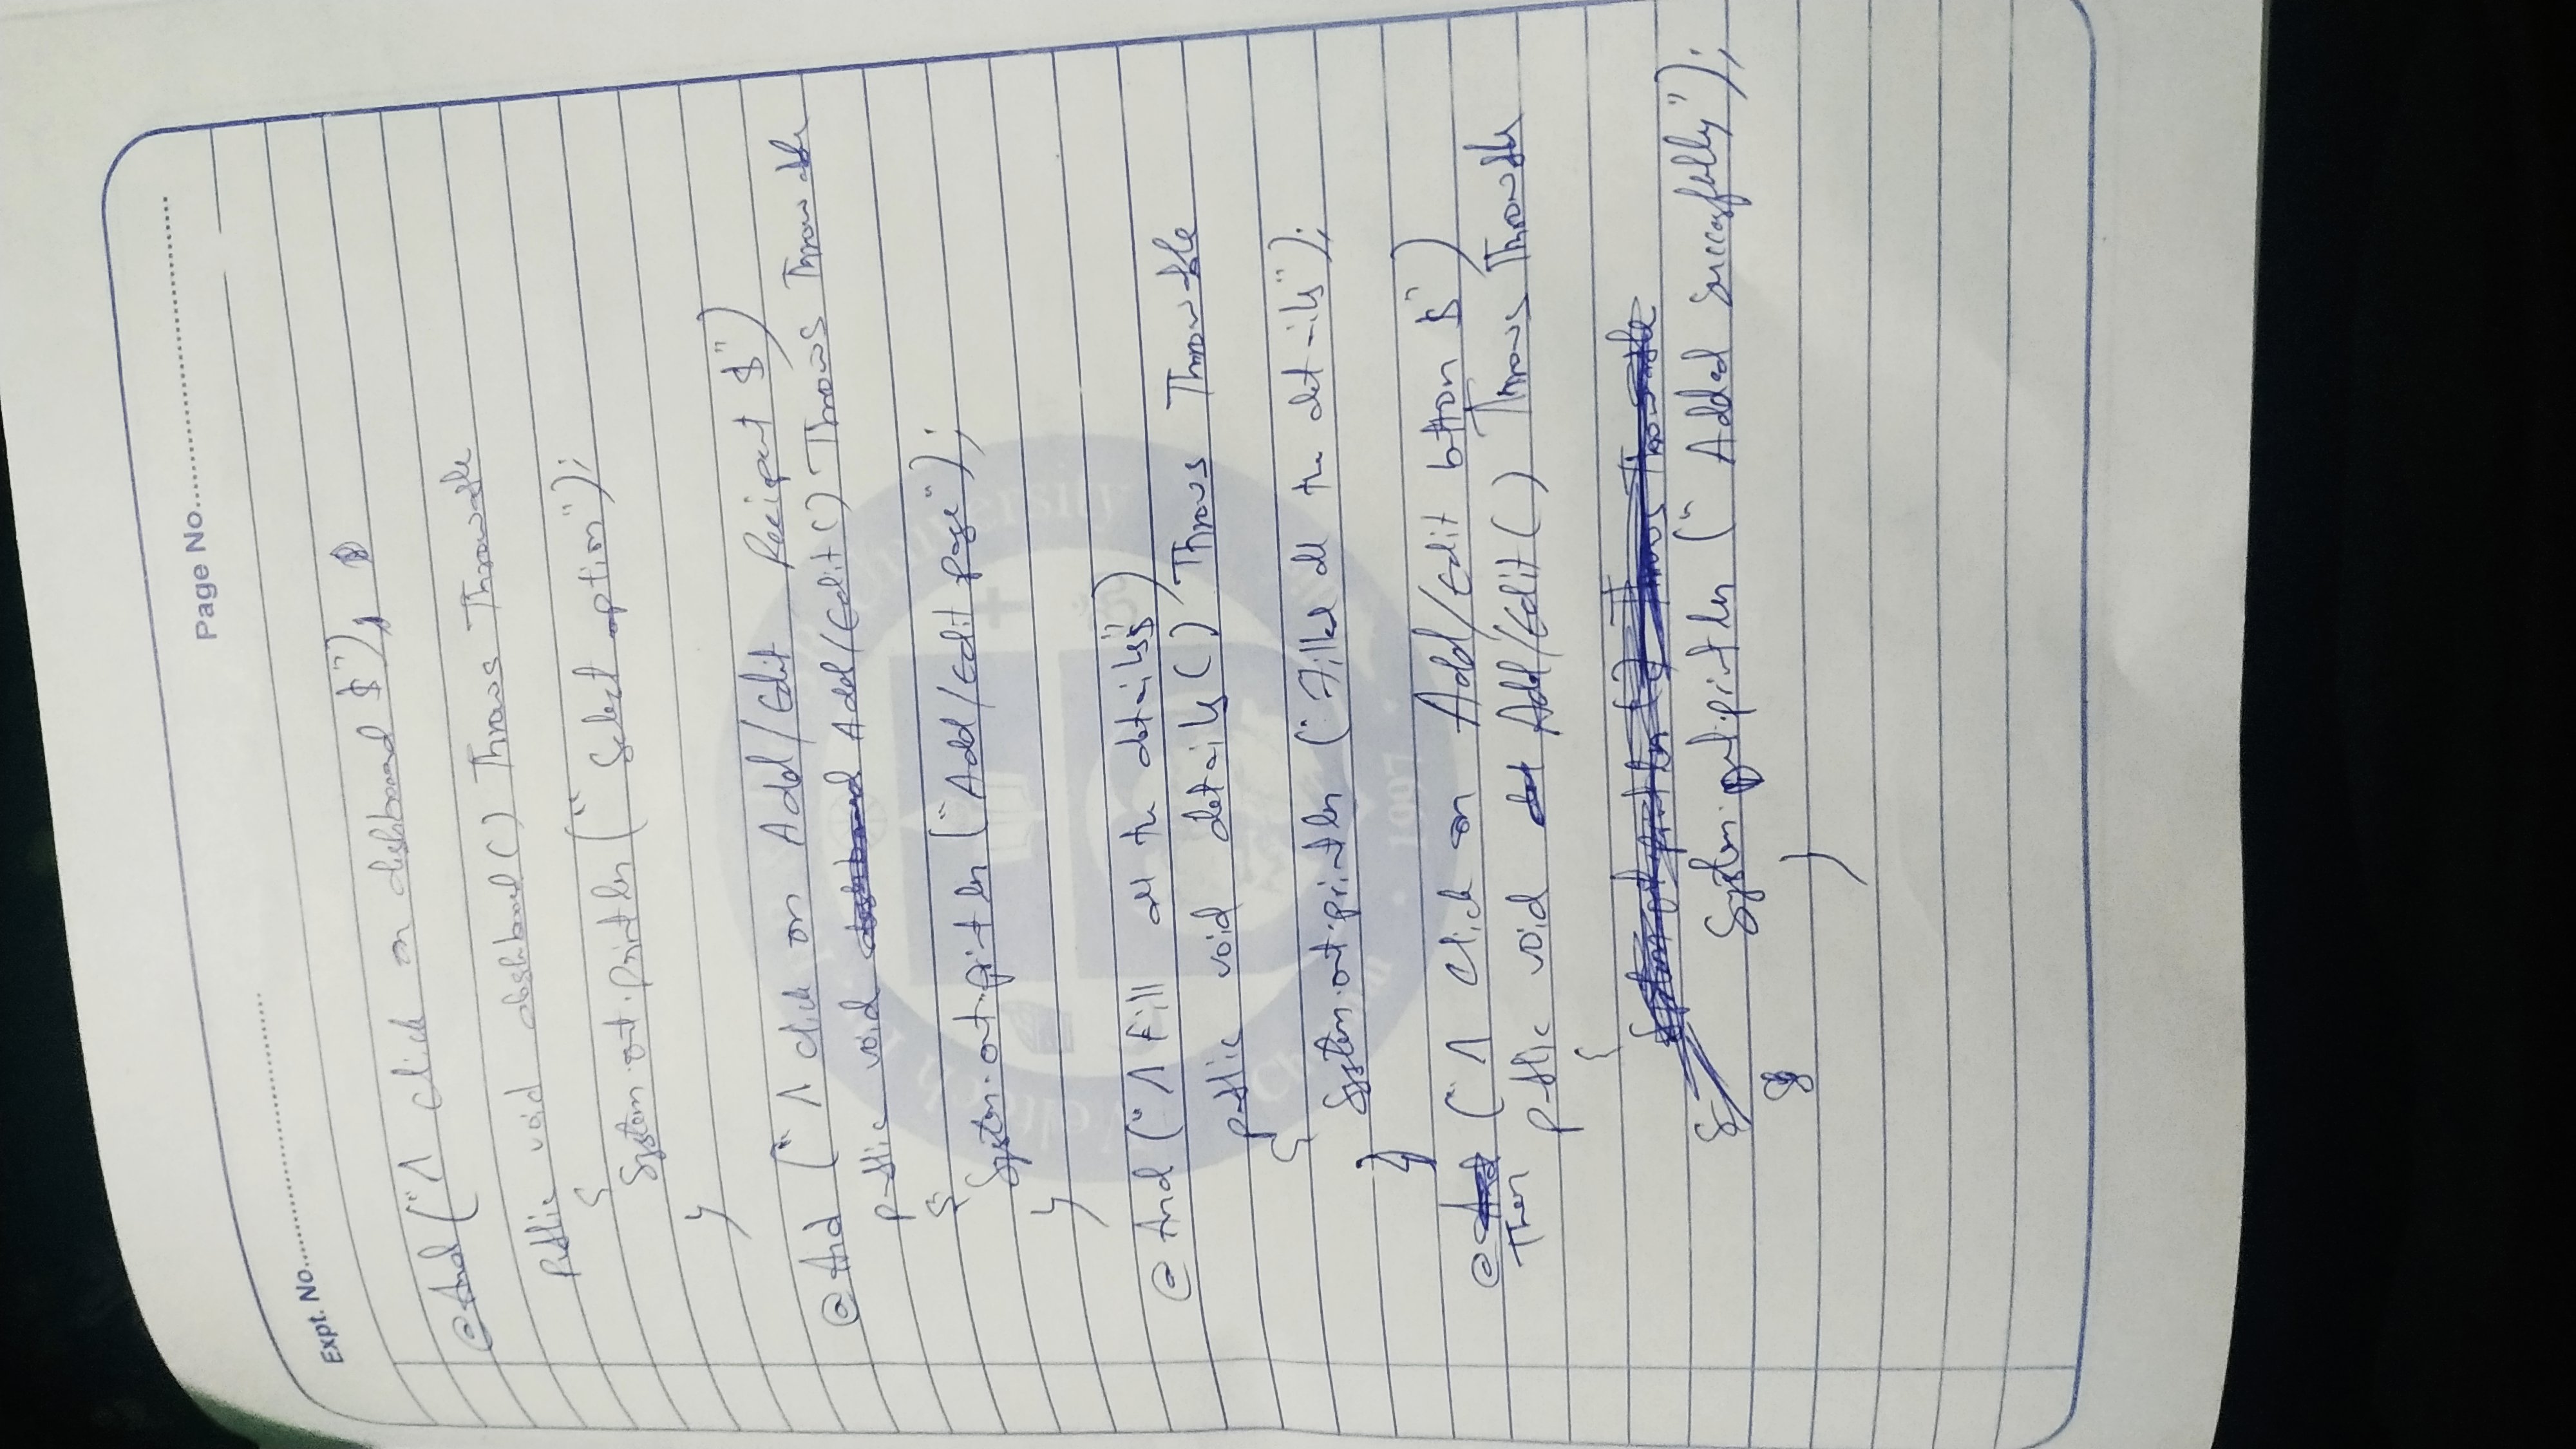 Expt. No. Page No.
@And("^ click on dashboard $")
Public void dashboard() Throws Throwable
{
System.out.println("Select option");
}
@And ("^ click on Add/Edit Recipent $")
public void Add/Edit() Throws Throwable
{
System.out.println("Add/Edit page");
}
@And ("^ Fill all the details")
public void details() Throws Throwable
{
System.out.println("Filled all the details");
}
@Then ("^ click on Add/Edit button $")
public void Add/Edit() Throws Throwable
{
System.out.println("Added successfully");
}